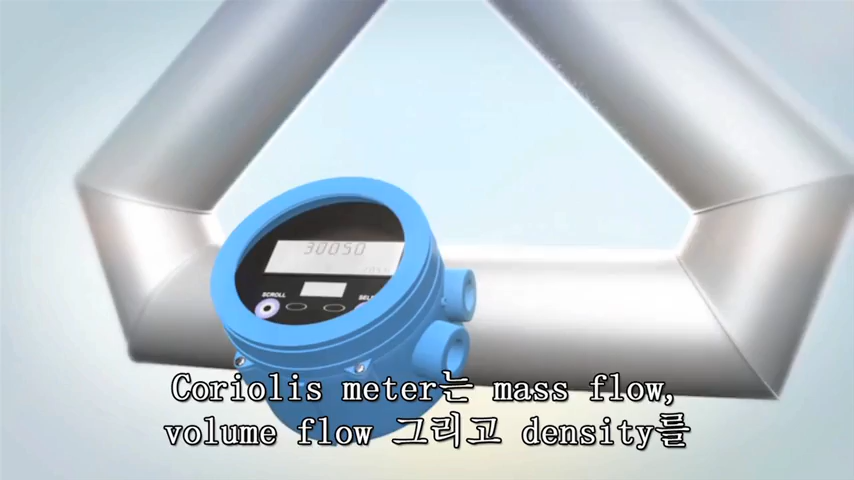 30050
SCROLL
Coriolis meter는 mass flow,
volume flow 그리고 density를